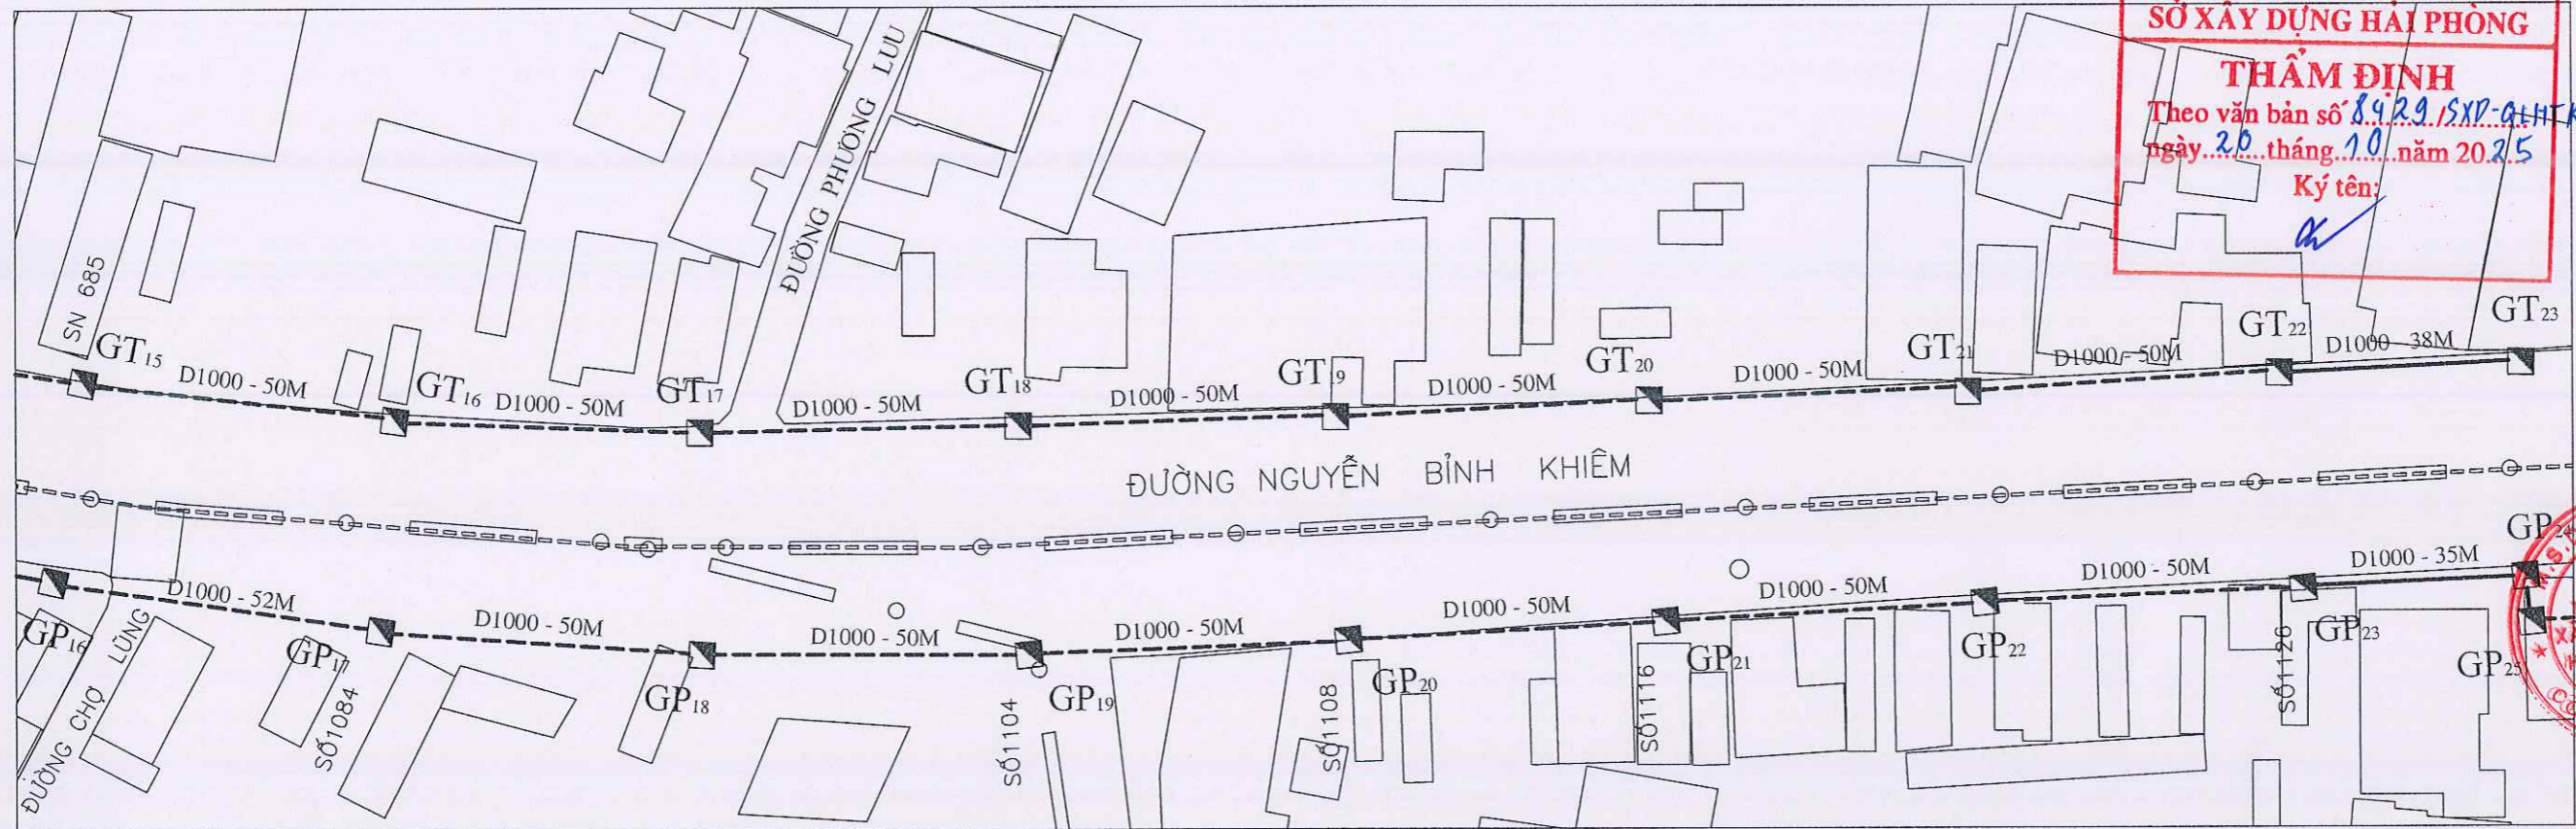 SỞ XÂY DỰNG HẢI PHÒNG
THẨM ĐỊNH
Theo văn bản số 8429/SXD-QLHTKT
ngày 20 tháng 10 năm 2025
Ký tên:
ĐƯỜNG PHƯƠNG LƯU
SN 685
GT15
D1000 - 50M
GT16
D1000 - 50M
GT17
D1000 - 50M
GT18
D1000 - 50M
GT19
D1000 - 50M
GT20
D1000 - 50M
GT21
D1000 - 50M
GT22
D1000 - 38M
GT23
ĐƯỜNG NGUYỄN BỈNH KHIÊM
GP16
D1000 - 52M
GP17
D1000 - 50M
GP18
D1000 - 50M
GP19
D1000 - 50M
GP20
D1000 - 50M
GP21
D1000 - 50M
GP22
D1000 - 50M
GP23
D1000 - 35M
GP24
GP25
ĐƯỜNG CHỢ LŨNG
SỐ1084
SỐ1104
SỐ1108
SỐ1116
SỐ1126